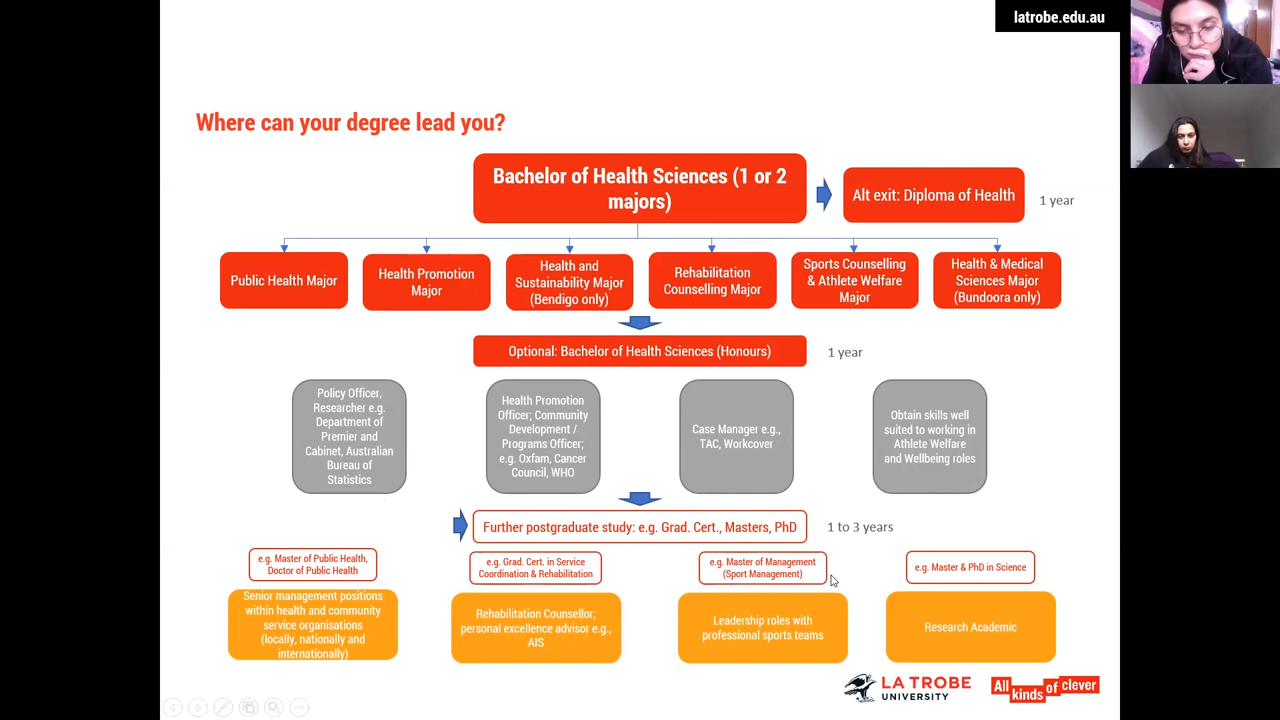 latrobe.edu.au
Where can your degree lead you?
Bachelor of Health Sciences (1 or 2
majors)
Alt exit: Diploma of Health
1 year
Public Health Major
Health Promotion
Major
Health and
Sustainability Major
(Bendigo only)
Rehabilitation
Counselling Major
Sports Counselling
& Athlete Welfare
Major
Health & Medical
Sciences Major
(Bundoora only)
Optional: Bachelor of Health Sciences (Honours)
1 year
Policy Officer,
Researcher e.g.
Department of
Premier and
Cabinet, Australian
Bureau of
Statistics
Health Promotion
Officer; Community
Development /
Programs Officer;
e.g. Oxfam, Cancer
Council, WHO
Case Manager e.g.,
TAC, Workcover
Obtain skills well
suited to working in
Athlete Welfare
and Wellbeing roles
Further postgraduate study: e.g. Grad. Cert., Masters, PhD
1 to 3 years
e.g. Master of Public Health,
Doctor of Public Health
e.g. Grad. Cert. in Service
Coordination & Rehabilitation
e.g. Master of Management
(Sport Management)
e.g. Master & PhD in Science
Senior management positions
within health and community
service organisations
(locally, nationally and
internationally)
Rehabilitation Counsellor;
personal excellence advisor e.g.,
AIS
Leadership roles with
professional sports teams
Research Academic
LA TROBE
UNIVERSITY
All kinds of clever